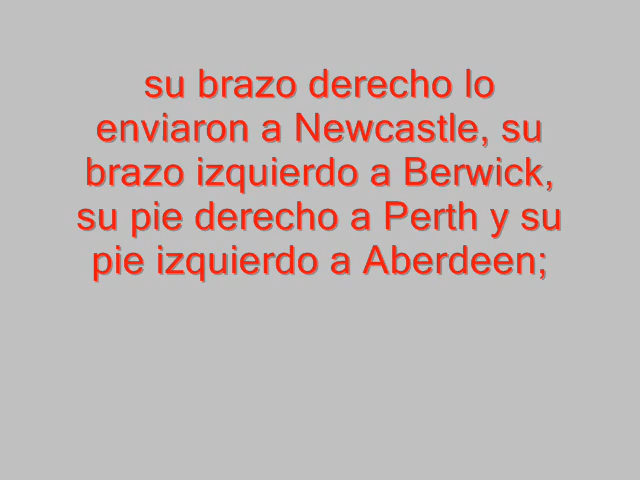 su brazo derecho lo
enviaron a Newcastle, su
brazo izquierdo a Berwick,
su pie derecho a Perth y su
pie izquierdo a Aberdeen;